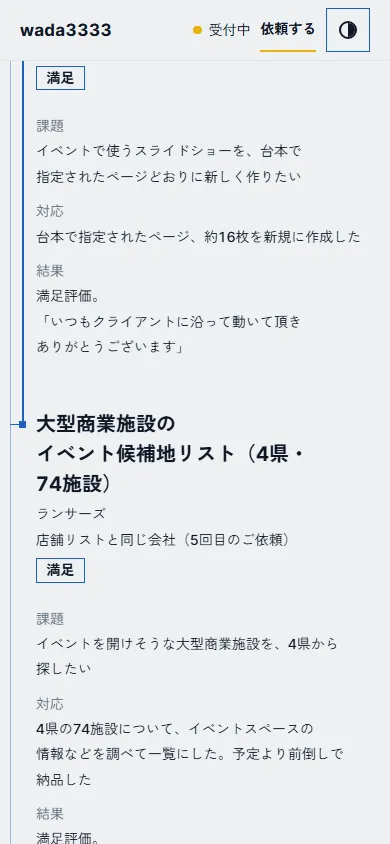 wada3333
受付中
依頼する
満足
課題
イベントで使うスライドショーを、台本で
指定されたページどおりに新しく作りたい
対応
台本で指定されたページ、約16枚を新規に作成した
結果
満足評価。
「いつもクライアントに沿って動いて頂き
ありがとうございます」
大型商業施設の
イベント候補地リスト（4県・
74施設）
ランサーズ
店舗リストと同じ会社（5回目のご依頼）
満足
課題
イベントを開けそうな大型商業施設を、4県から
探したい
対応
4県の74施設について、イベントスペースの
情報などを調べて一覧にした。予定より前倒しで
納品した
結果
満足評価。